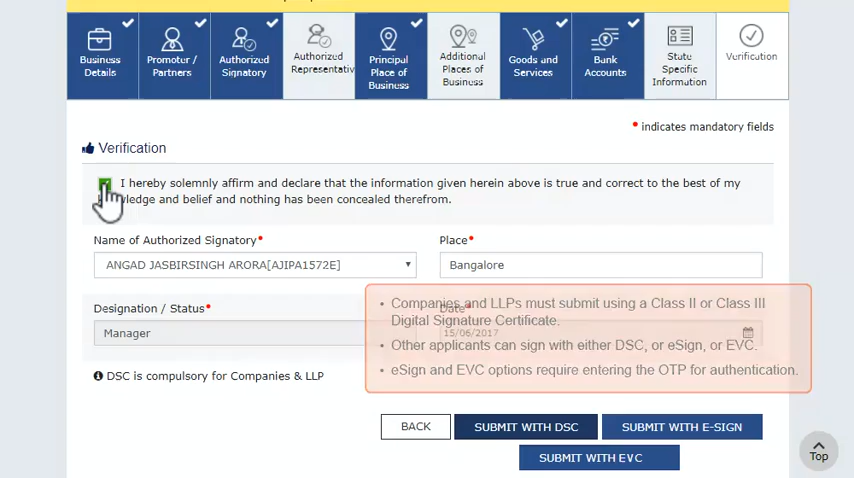 Business Details
Promoter / Partners
Authorized Signatory
Authorized Representativ
Principal Place of Business
Additional Places of Business
Goods and Services
Bank Accounts
State Specific Information
Verification
• indicates mandatory fields
Verification
I hereby solemnly affirm and declare that the information given herein above is true and correct to the best of my
ledge and belief and nothing has been concealed therefrom.
Name of Authorized Signatory•
Place•
ANGAD JASBIRSINGH ARORA[AJIPA1572E]
Bangalore
Designation / Status•
Date•
Manager
15/06/2017
• Companies and LLPs must submit using a Class II or Class III
Digital Signature Certificate.
• Other applicants can sign with either DSC, or eSign, or EVC.
• eSign and EVC options require entering the OTP for authentication.
DSC is compulsory for Companies & LLP
BACK
SUBMIT WITH DSC
SUBMIT WITH E-SIGN
SUBMIT WITH EVC
Top